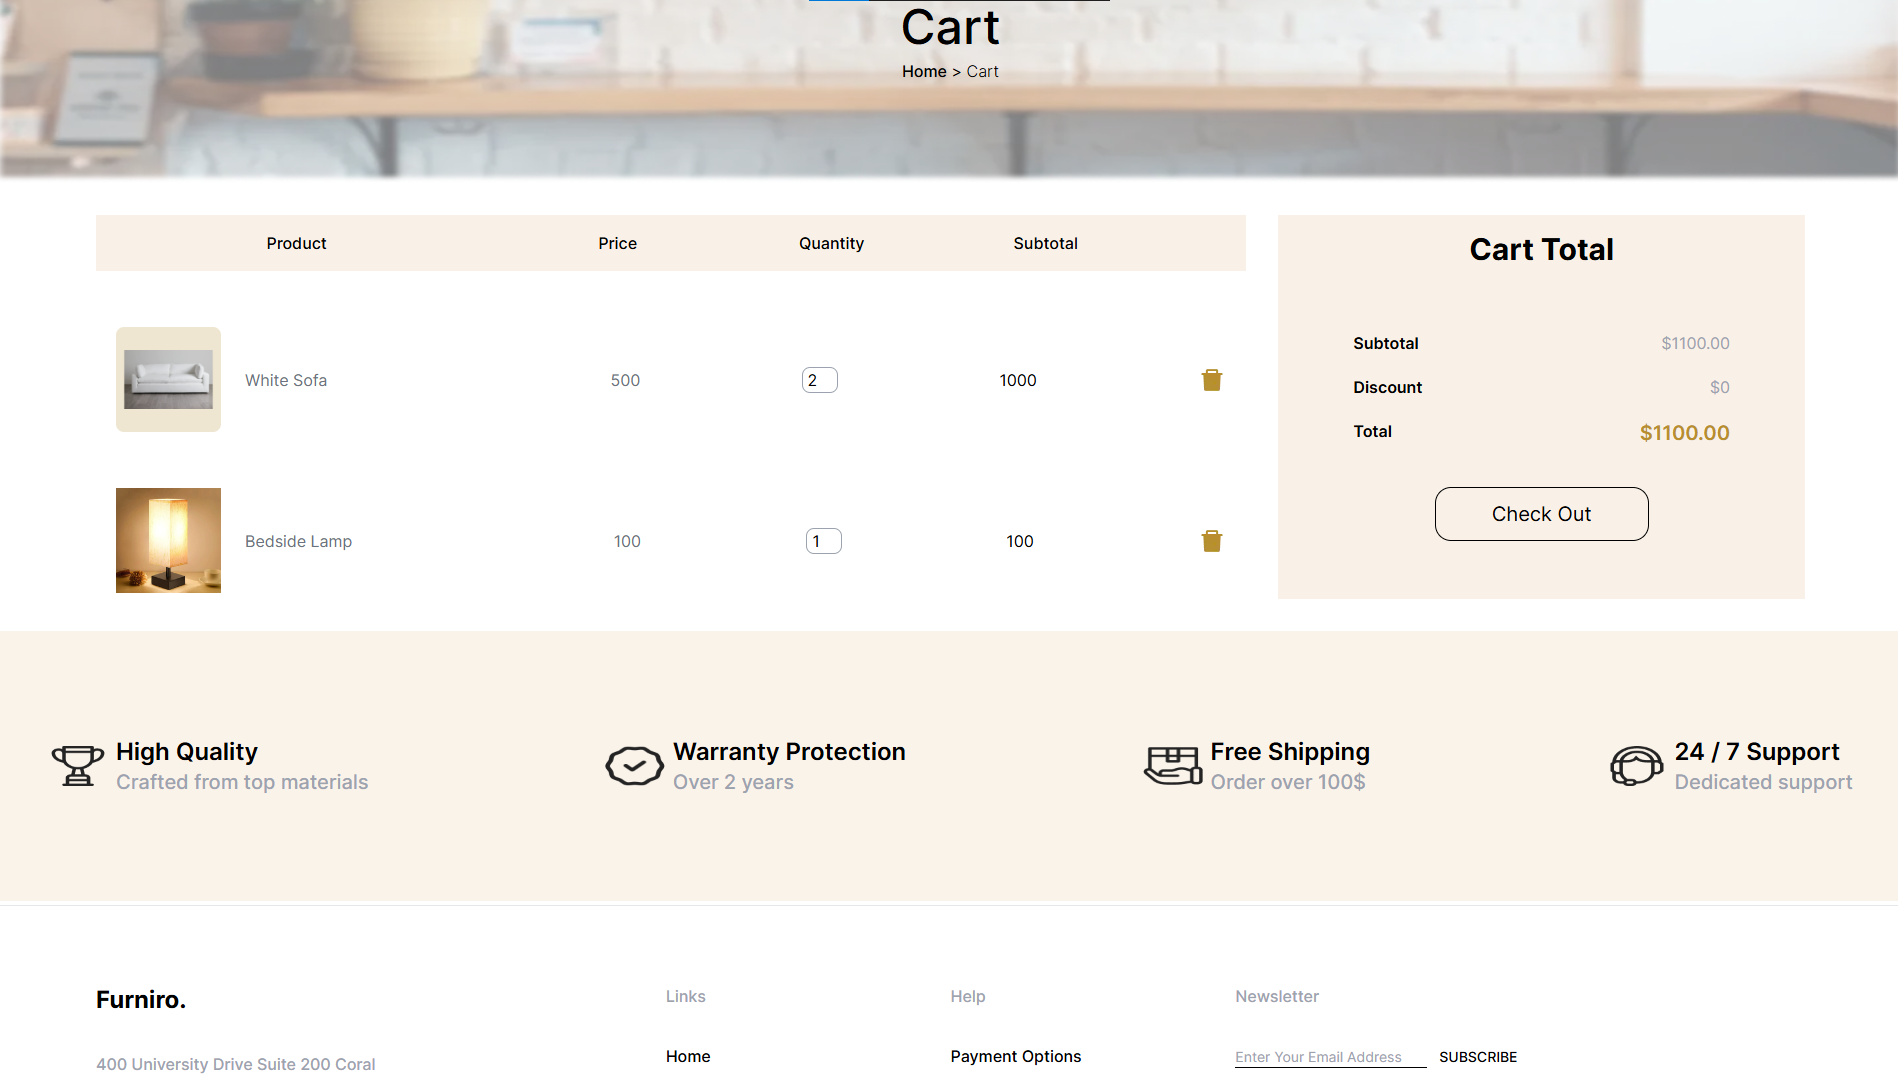 Cart
Home > Cart
Product Price Quantity Subtotal
White Sofa 500 2 1000
Bedside Lamp 100 1 100
Cart Total
Subtotal $1100.00
Discount $0
Total $1100.00
Check Out
High Quality
Crafted from top materials
Warranty Protection
Over 2 years
Free Shipping
Order over 100$
24 / 7 Support
Dedicated support
Furniro.
400 University Drive Suite 200 Coral
Links
Home
Help
Payment Options
Newsletter
Enter Your Email Address SUBSCRIBE